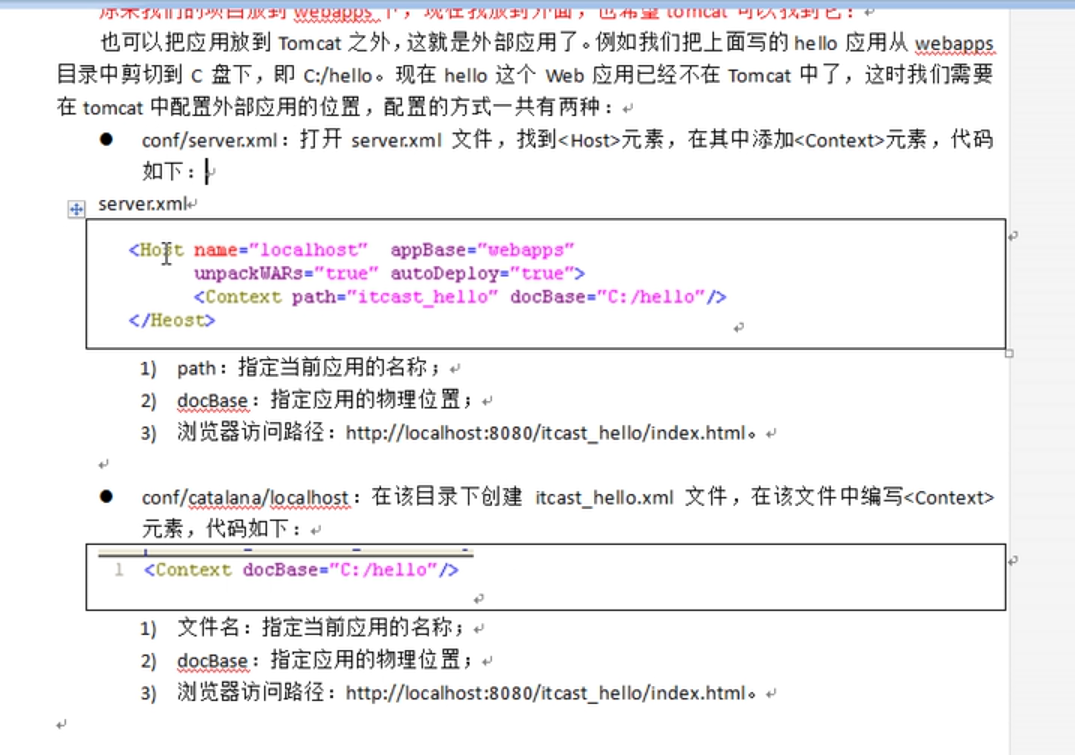 原来我们的项目放到 webapps 下，现在我放到外面，也希望 tomcat 可以找到它：
也可以把应用放到 Tomcat 之外，这就是外部应用了。例如我们把上面写的 hello 应用从 webapps
目录中剪切到 C 盘下，即 C:/hello。现在 hello 这个 Web 应用已经不在 Tomcat 中了，这时我们需要
在 tomcat 中配置外部应用的位置，配置的方式一共有两种：
● conf/server.xml：打开 server.xml 文件，找到<Host>元素，在其中添加<Context>元素，代码
如下：
server.xml
<Host name="localhost" appBase="webapps"
unpackWARs="true" autoDeploy="true">
<Context path="itcast_hello" docBase="C:/hello"/>
</Heost>
1) path：指定当前应用的名称；
2) docBase：指定应用的物理位置；
3) 浏览器访问路径：http://localhost:8080/itcast_hello/index.html。
● conf/catalana/localhost：在该目录下创建 itcast_hello.xml 文件，在该文件中编写<Context>
元素，代码如下：
1 <Context docBase="C:/hello"/>
1) 文件名：指定当前应用的名称；
2) docBase：指定应用的物理位置；
3) 浏览器访问路径：http://localhost:8080/itcast_hello/index.html。